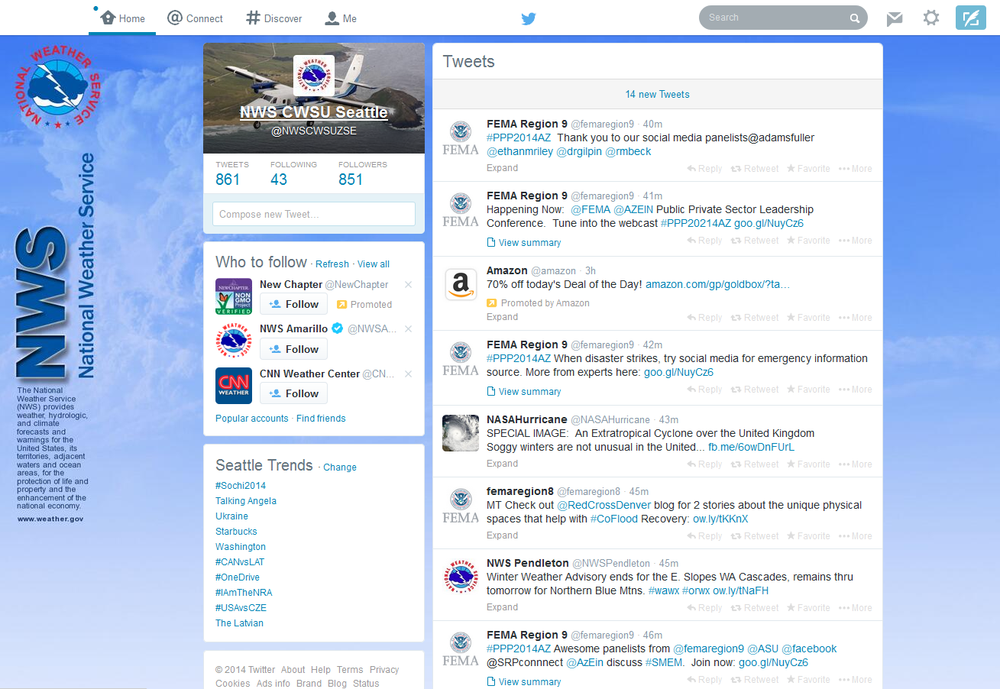 Home
Connect
Discover
Me
Search
NATIONAL WEATHER SERVICE
NWS
National Weather Service
The National
Weather Service
(NWS) provides
weather, hydrologic,
and climate
forecasts and
warnings for the
United States, its
territories, adjacent
waters and ocean
areas, for the
protection of life and
property and the
enhancement of the
national economy.
www.weather.gov
NWS CWSU Seattle
@NWSCWSUZSE
TWEETS FOLLOWING FOLLOWERS
861 43 851
Compose new Tweet…
Who to follow · Refresh · View all
New Chapter @NewChapter
Follow Promoted
NEWCHAPTER
NON
GMO
Project
VERIFIED
NWS Amarillo @NWSA...
Follow
CNN Weather Center @CN...
Follow
CNN
WEATHER
Popular accounts · Find friends
Seattle Trends · Change
#Sochi2014
Talking Angela
Ukraine
Starbucks
Washington
#CANvsLAT
#OneDrive
#IAmTheNRA
#USAvsCZE
The Latvian
© 2014 Twitter About Help Terms Privacy
Cookies Ads info Brand Blog Status
Tweets
14 new Tweets
FEMA
FEMA Region 9 @femaregion9 · 40m
#PPP2014AZ Thank you to our social media panelists@adamsfuller
@ethanmriley @drgilpin @rmbeck
Expand Reply Retweet Favorite More
FEMA
FEMA Region 9 @femaregion9 · 41m
Happening Now: @FEMA @AZEIN Public Private Sector Leadership
Conference. Tune into the webcast #PPP20214AZ goo.gl/NuyCz6
View summary Reply Retweet Favorite More
a
Amazon @amazon · 3h
70% off today's Deal of the Day! amazon.com/gp/goldbox/?ta…
Promoted by Amazon
Expand Reply Retweet Favorite More
FEMA
FEMA Region 9 @femaregion9 · 42m
#PPP2014AZ When disaster strikes, try social media for emergency information
source. More from experts here: goo.gl/NuyCz6
View summary Reply Retweet Favorite More
NASAHurricane @NASAHurricane · 43m
SPECIAL IMAGE: An Extratropical Cyclone over the United Kingdom
Soggy winters are not unusual in the United... fb.me/6owDnFUrL
Expand Reply Retweet Favorite More
FEMA
femaregion8 @femaregion8 · 45m
MT Check out @RedCrossDenver blog for 2 stories about the unique physical
spaces that help with #CoFlood Recovery: ow.ly/tKKnX
Expand Reply Retweet Favorite More
NWS Pendleton @NWSPendleton · 45m
Winter Weather Advisory ends for the E. Slopes WA Cascades, remains thru
tomorrow for Northern Blue Mtns. #wawx #orwx ow.ly/tNaFH
Expand Reply Retweet Favorite More
FEMA
FEMA Region 9 @femaregion9 · 46m
#PPP2014AZ Awesome panelists from @femaregion9 @ASU @facebook
@SRPconnnect @AzEin discuss #SMEM. Join now: goo.gl/NuyCz6
View summary Reply Retweet Favorite More